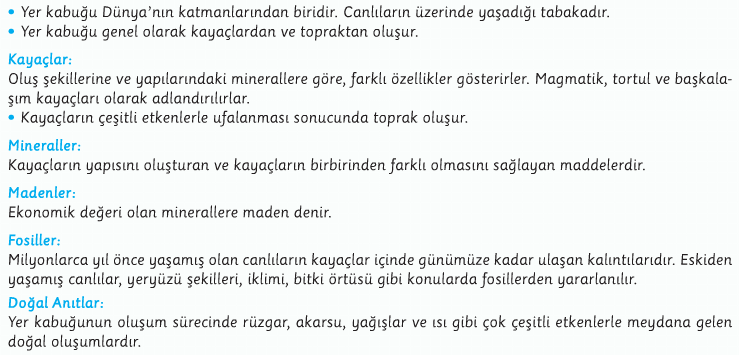 • Yer kabuğu Dünya'nın katmanlarından biridir. Canlıların üzerinde yaşadığı tabakadır.
• Yer kabuğu genel olarak kayaçlardan ve topraktan oluşur.
Kayaçlar:
Oluş şekillerine ve yapılarındaki minerallere göre, farklı özellikler gösterirler. Magmatik, tortul ve başkala-
şım kayaçları olarak adlandırılırlar.
• Kayaçların çeşitli etkenlerle ufalanması sonucunda toprak oluşur.
Mineraller:
Kayaçların yapısını oluşturan ve kayaçların birbirinden farklı olmasını sağlayan maddelerdir.
Madenler:
Ekonomik değeri olan minerallere maden denir.
Fosiller:
Milyonlarca yıl önce yaşamış olan canlıların kayaçlar içinde günümüze kadar ulaşan kalıntılarıdır. Eskiden
yaşamış canlılar, yeryüzü şekilleri, iklimi, bitki örtüsü gibi konularda fosillerden yararlanılır.
Doğal Anıtlar:
Yer kabuğunun oluşum sürecinde rüzgar, akarsu, yağışlar ve ısı gibi çok çeşitli etkenlerle meydana gelen
doğal oluşumlardır.